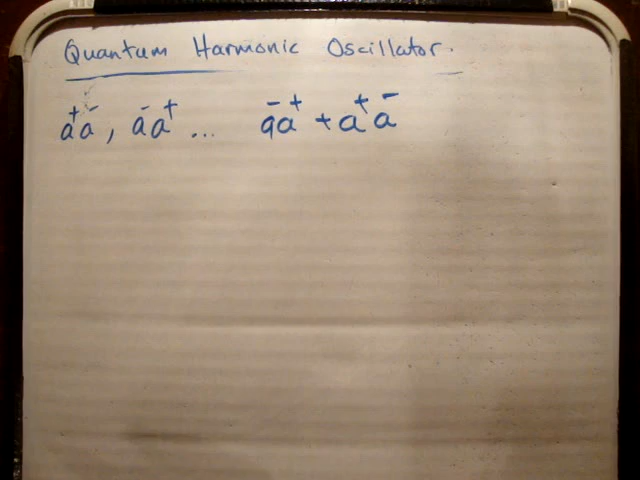 Quantum Harmonic Oscillator.
a⁺a⁻, a⁻a⁺ ... a⁻a⁺ + a⁺a⁻